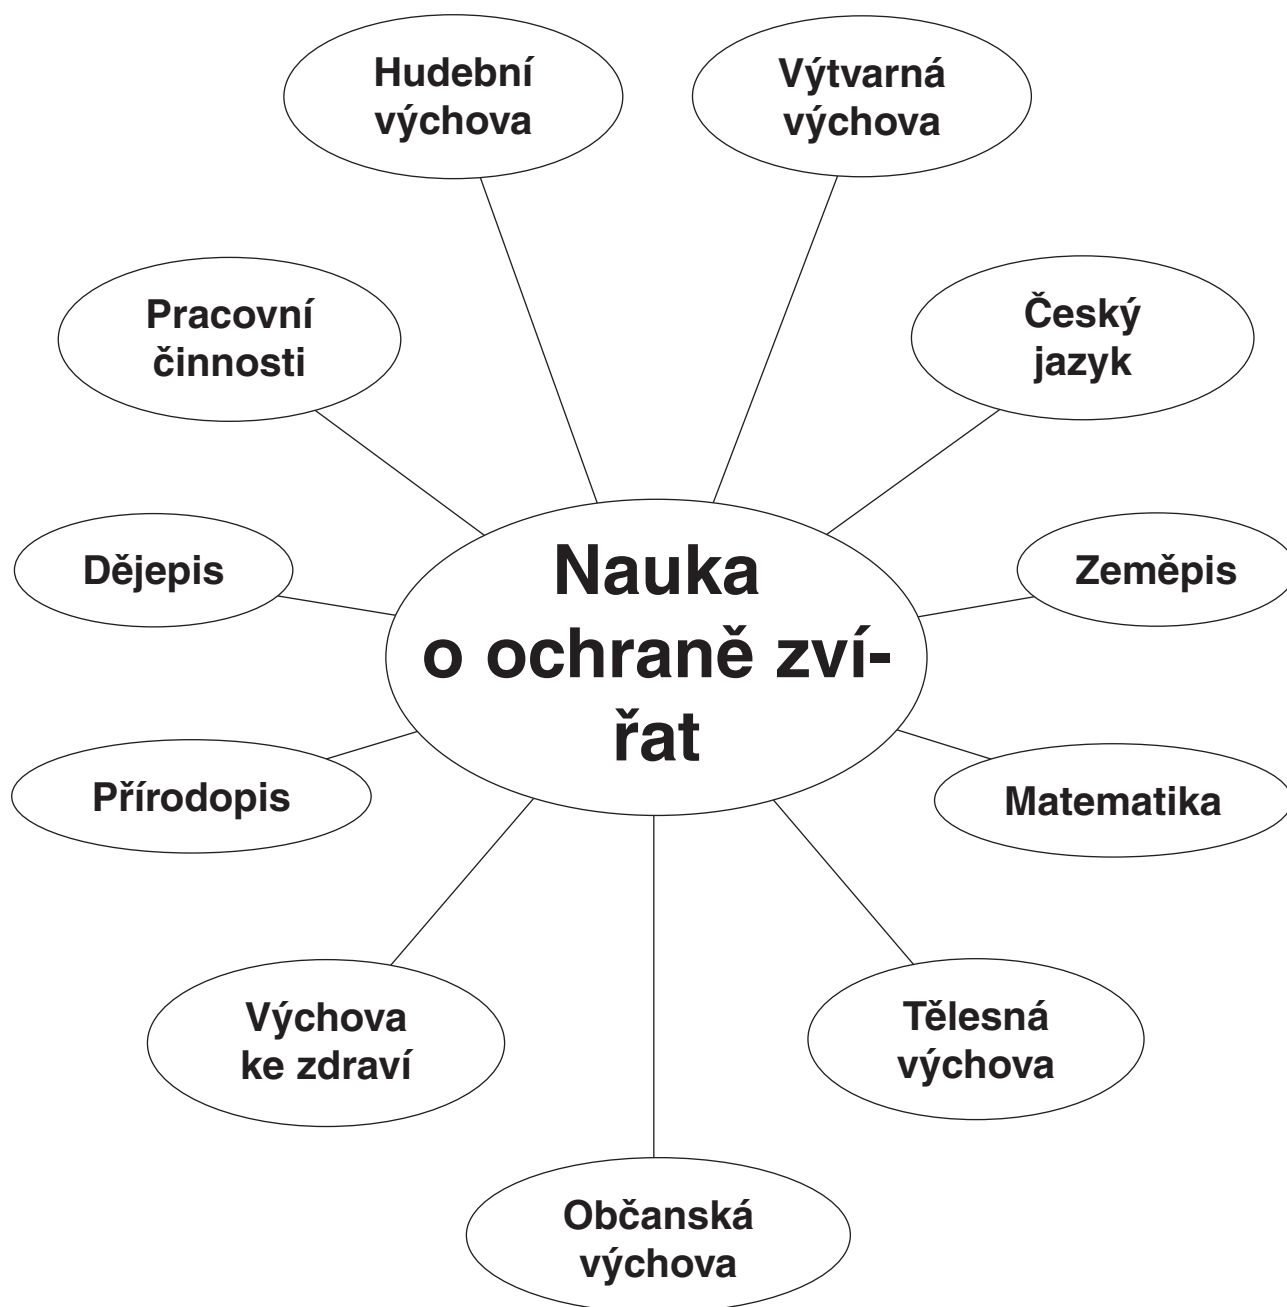 Hudební
výchova
Výtvarná
výchova
Pracovní
činnosti
Český
jazyk
Dějepis
Nauka
o ochraně zví-
řat
Zeměpis
Přírodopis
Matematika
Výchova
ke zdraví
Tělesná
výchova
Občanská
výchova